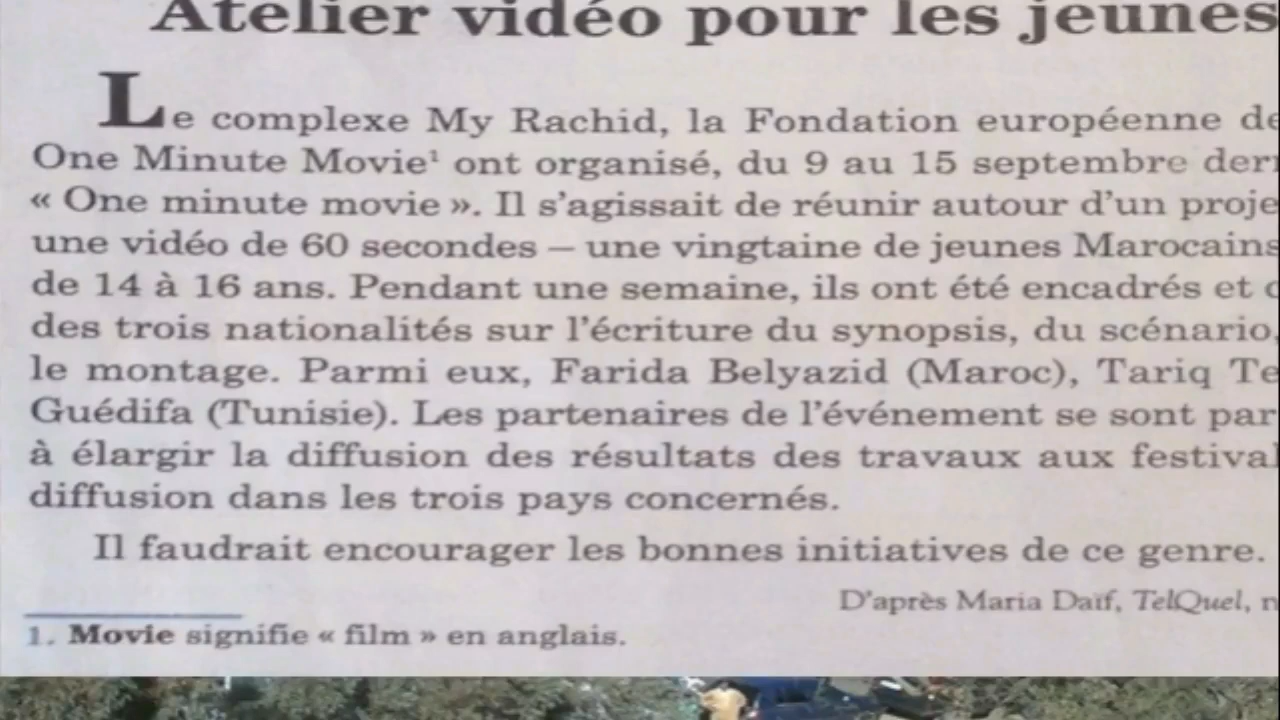 Atelier vidéo pour les jeunes
Le complexe My Rachid, la Fondation européenne de
One Minute Movie¹ ont organisé, du 9 au 15 septembre
« One minute movie ». Il s'agissait de réunir autour d'un
une vidéo de 60 secondes – une vingtaine de jeunes Marocains
de 14 à 16 ans. Pendant une semaine, ils ont été encadrés et
des trois nationalités sur l'écriture du synopsis, du scénario,
le montage. Parmi eux, Farida Belyazid (Maroc), Tariq
Guédifa (Tunisie). Les partenaires de l'événement se sont
à élargir la diffusion des résultats des travaux aux
diffusion dans les trois pays concernés.
Il faudrait encourager les bonnes initiatives de ce genre.
D'après Maria Daïf, TelQuel,
1. Movie signifie « film » en anglais.